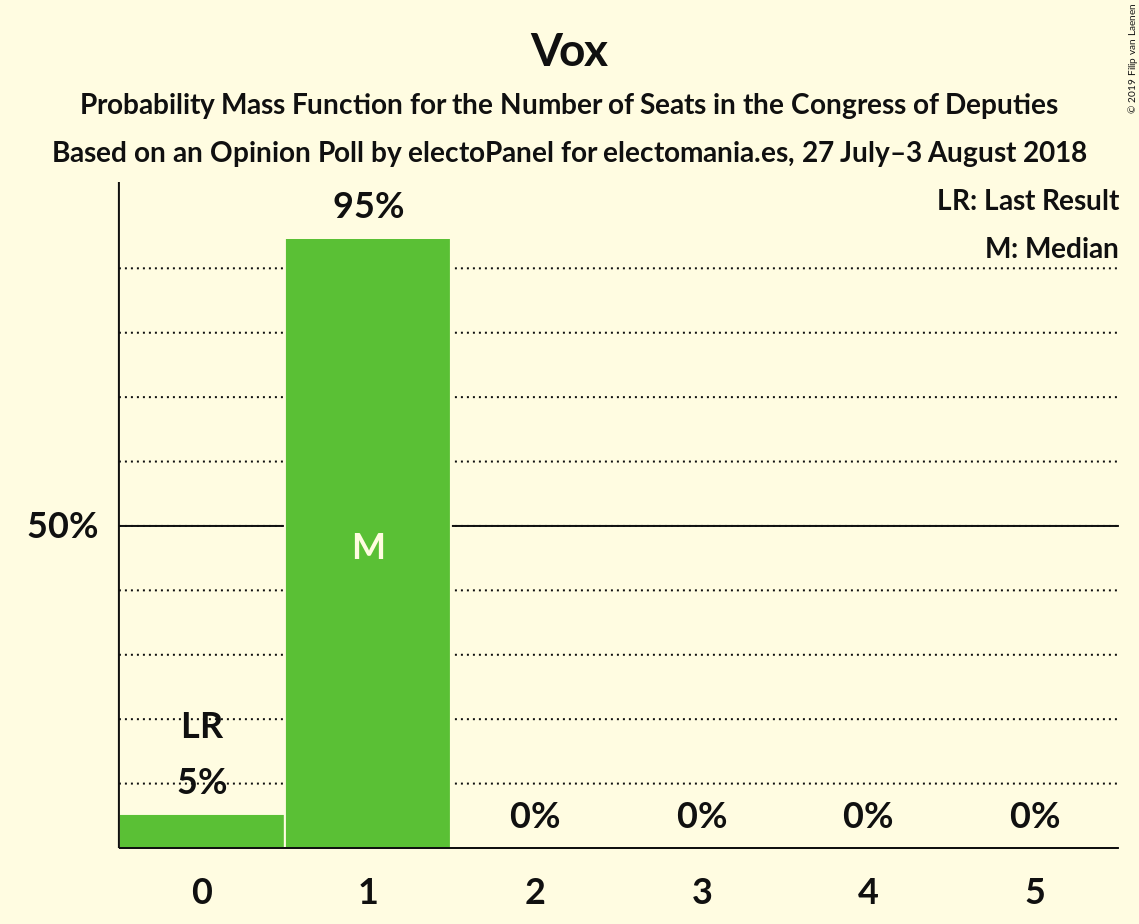 Vox
Probability Mass Function for the Number of Seats in the Congress of Deputies
Based on an Opinion Poll by electoPanel for electomania.es, 27 July–3 August 2018
© 2019 Filip van Laenen
LR: Last Result
M: Median
95%
50%
M
LR
5%
0%
0%
0%
0%
0
1
2
3
4
5